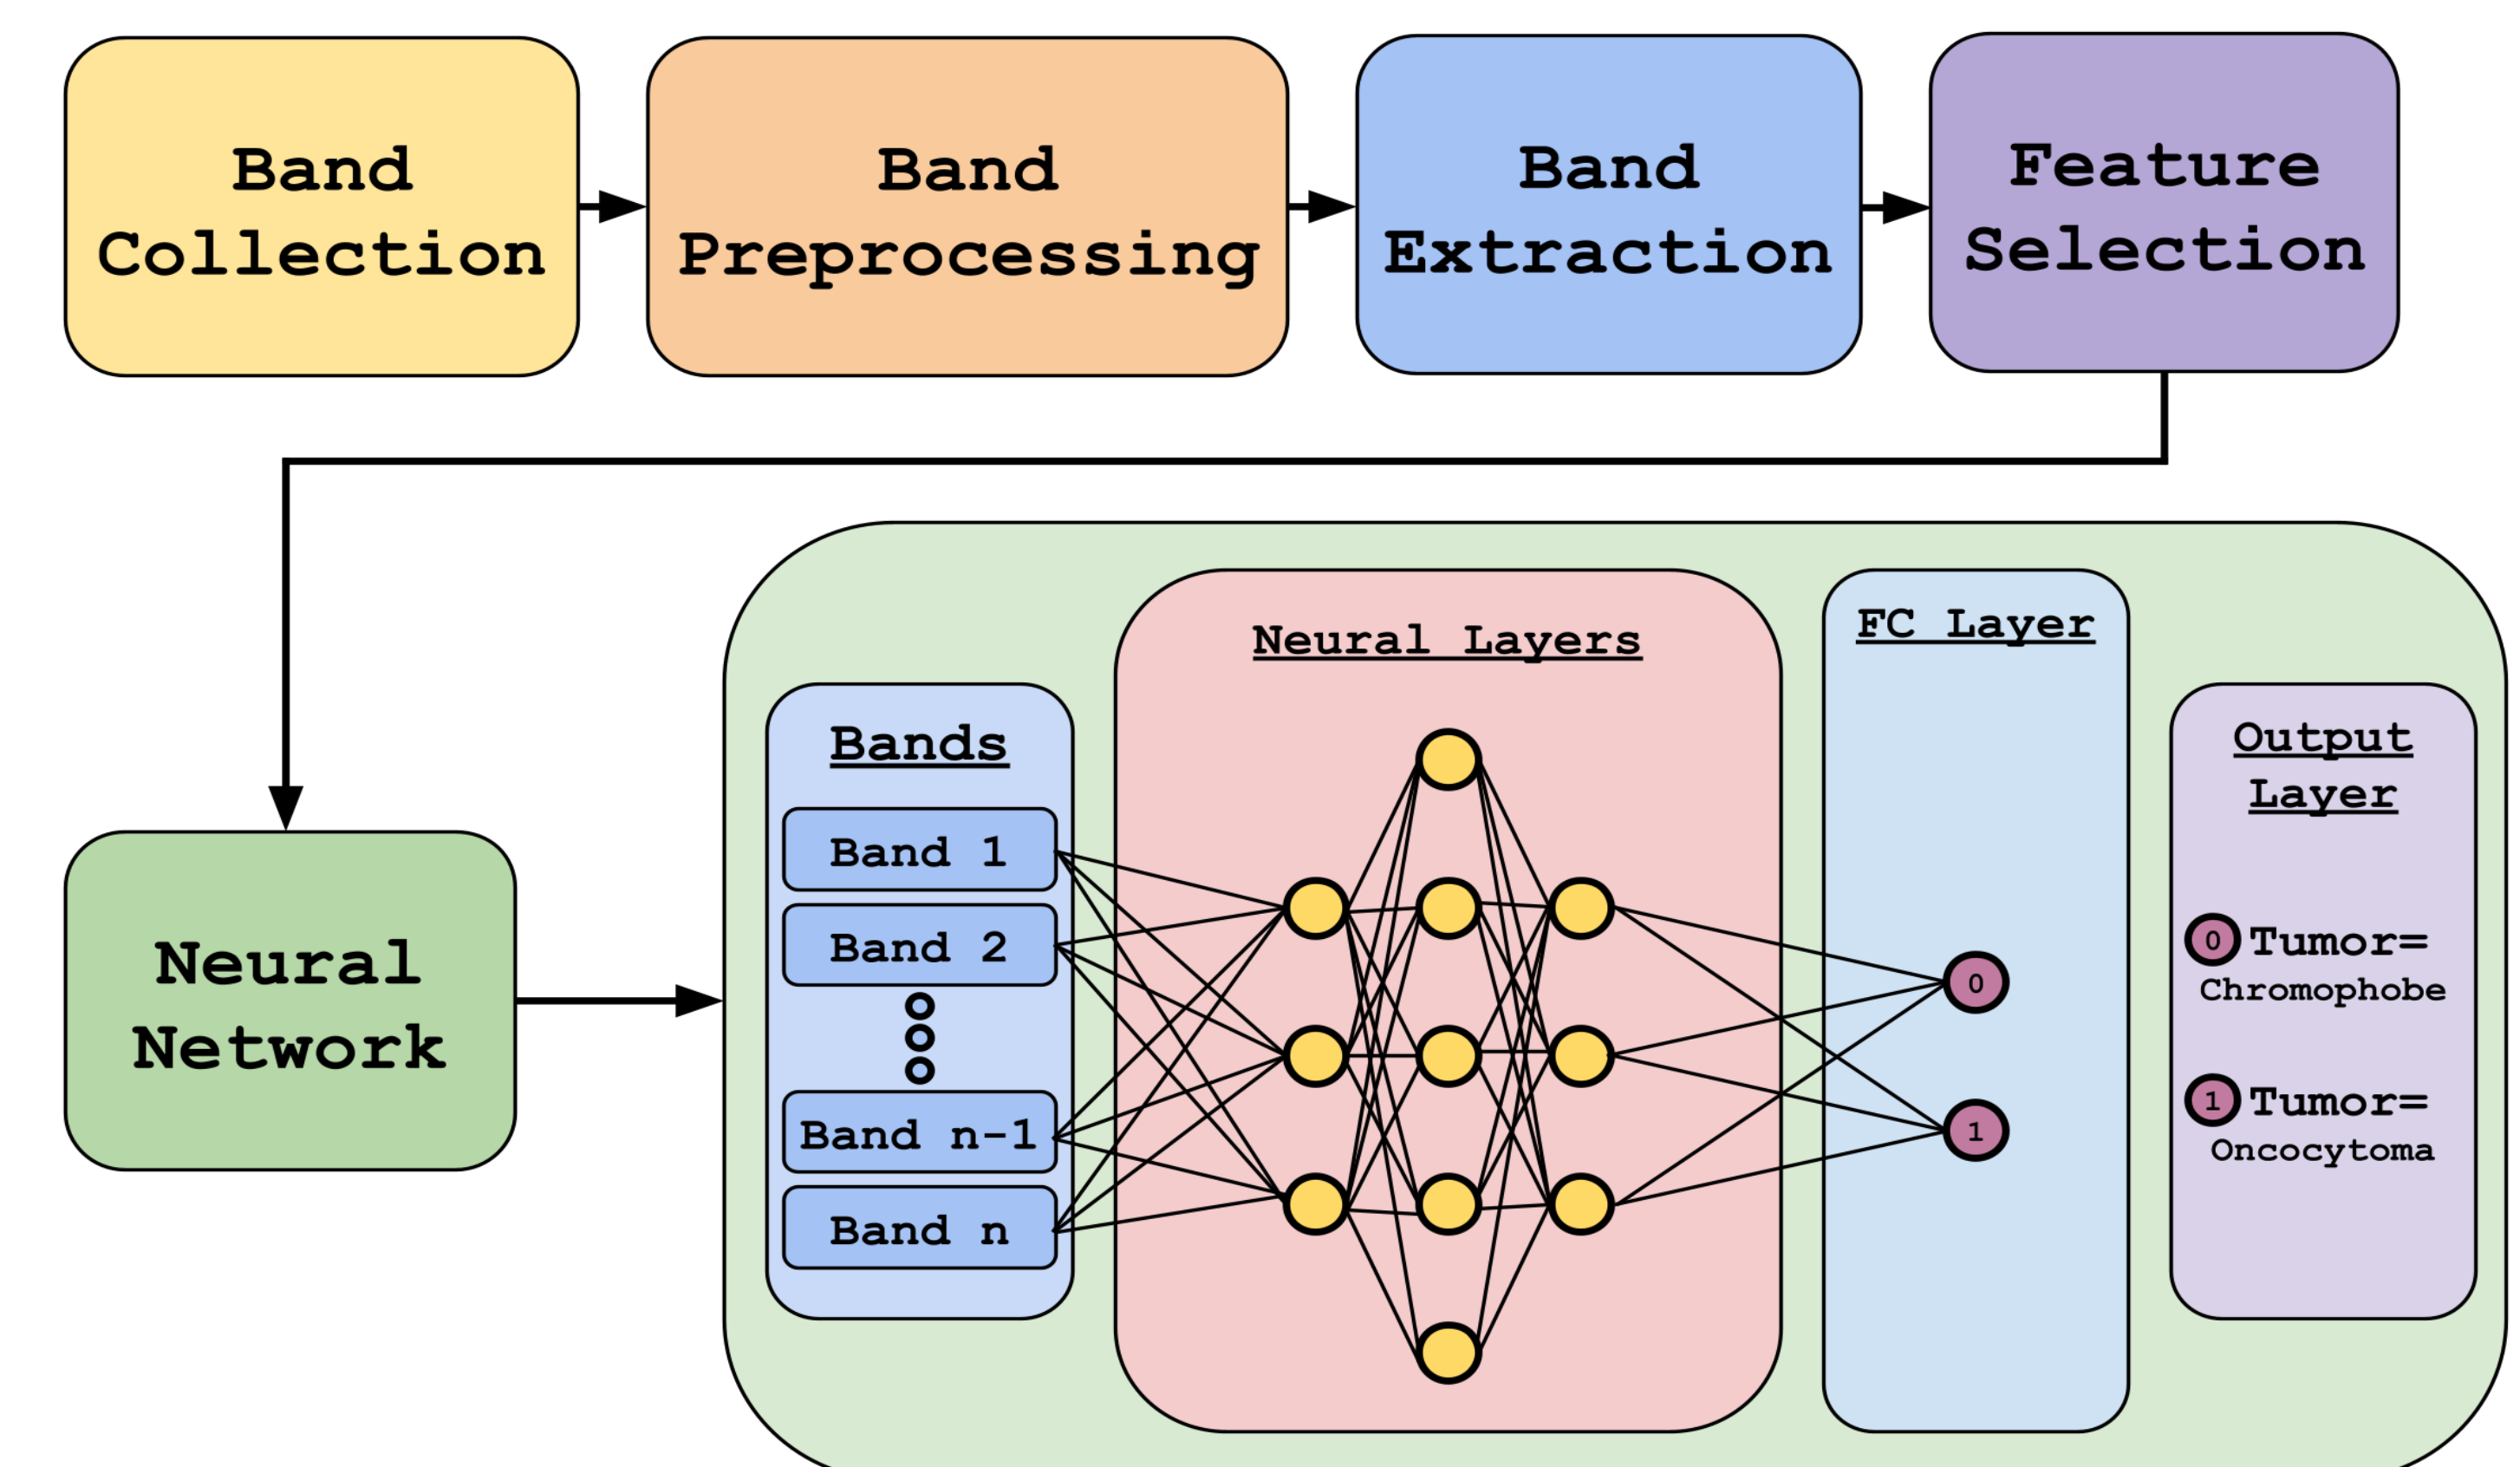 Band
Collection
Band
Preprocessing
Band
Extraction
Feature
Selection
Neural
Network
Bands
Band 1
Band 2
Band n-1
Band n
Neural Layers
FC Layer
0
1
Output
Layer
0 Tumor=
Chromophobe
1 Tumor=
Oncocytoma